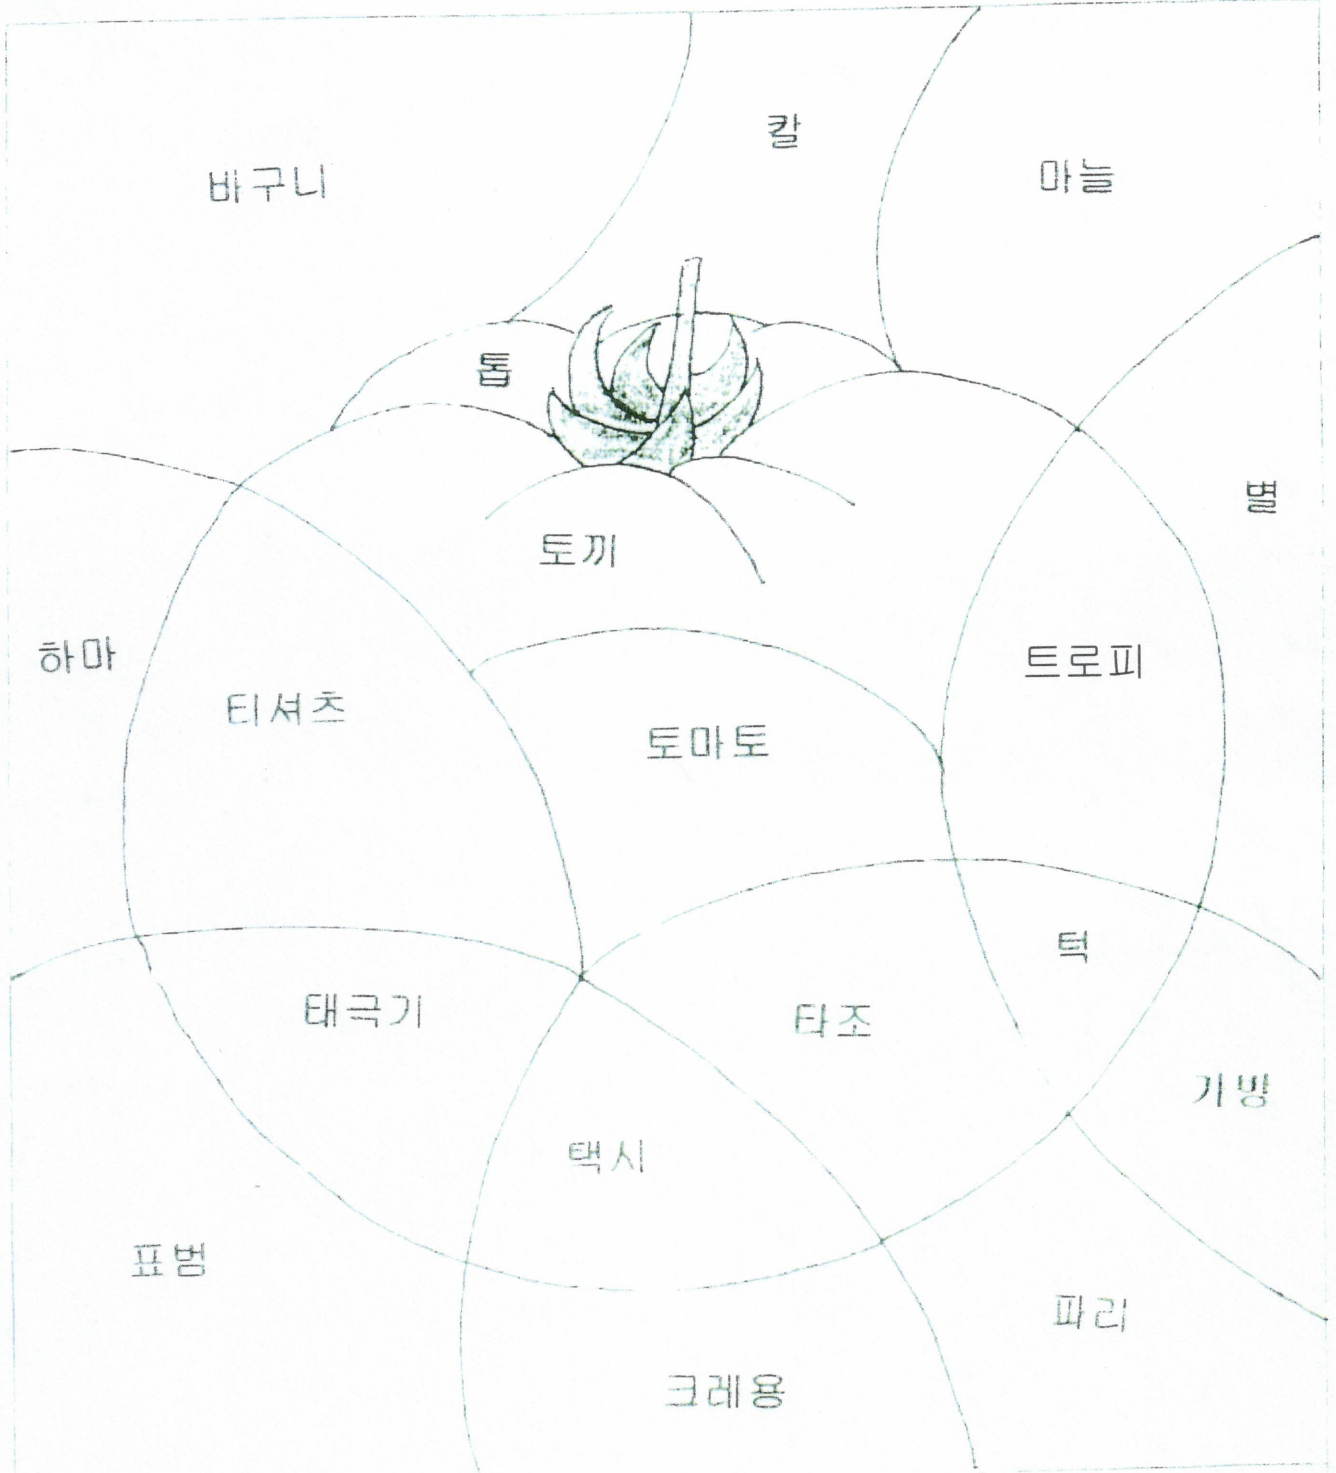 칼
마늘
바구니
톱
별
토끼
하마
트로피
티셔츠
토마토
턱
태극기
타조
가방
택시
표범
파리
크레용